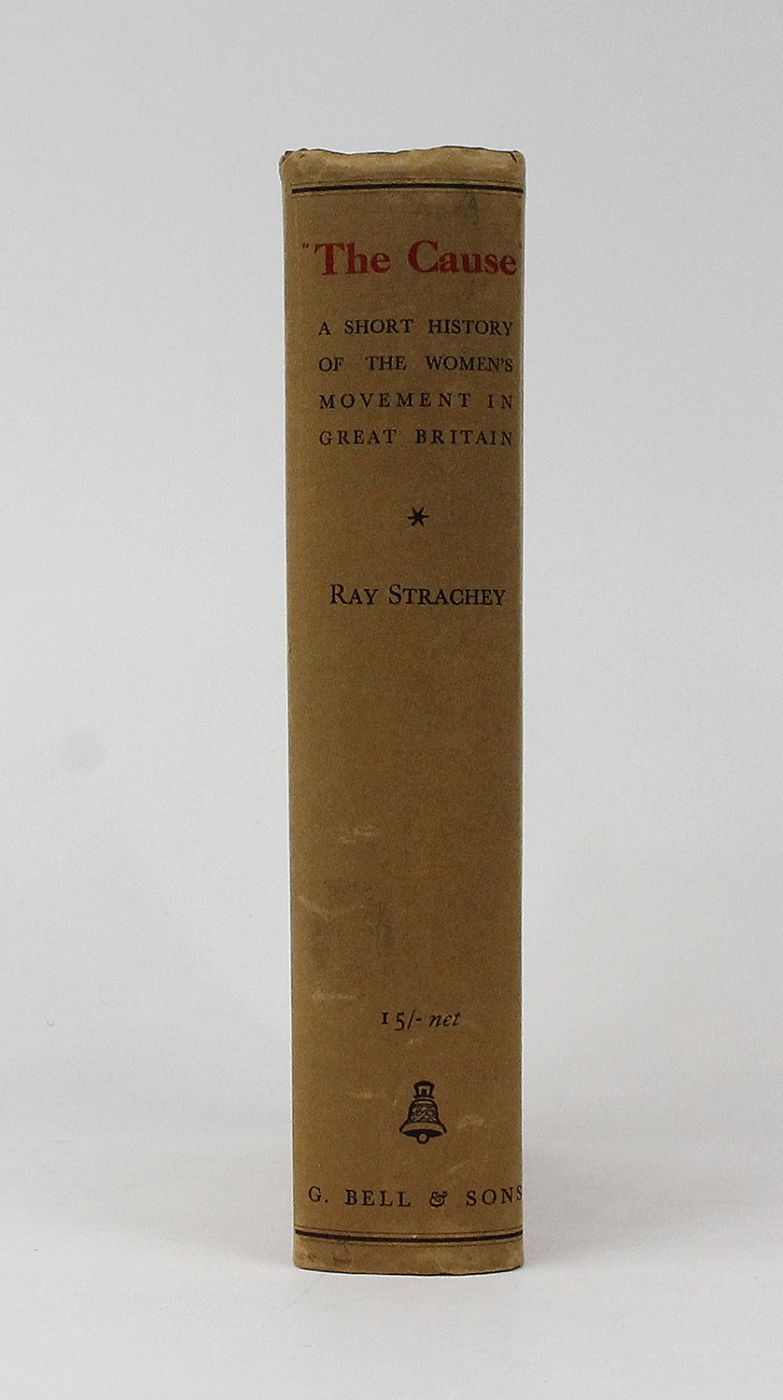 "The Cause"
A SHORT HISTORY
OF THE WOMEN'S
MOVEMENT IN
GREAT BRITAIN
RAY STRACHEY
15/- net
G. BELL & SONS